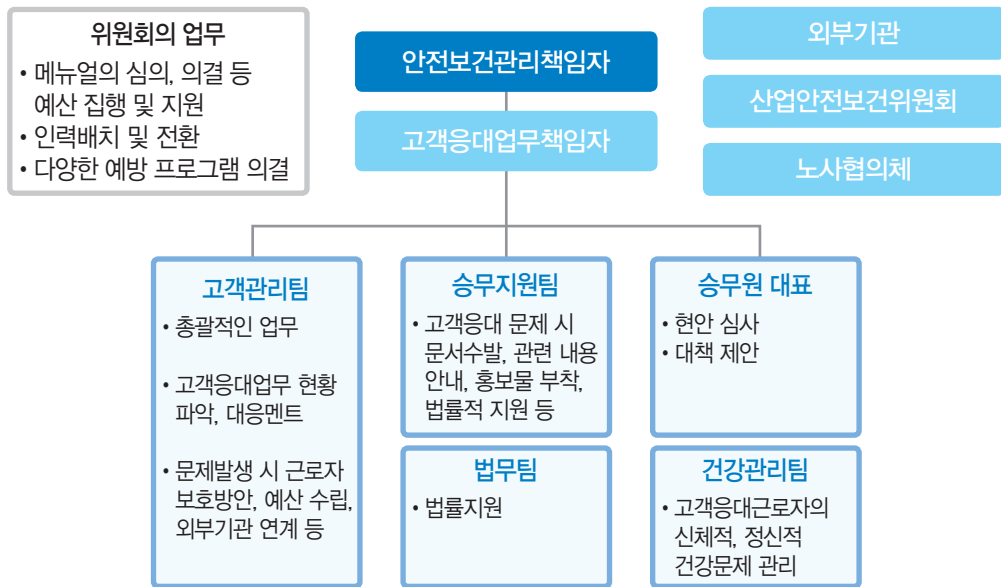 위원회의 업무
• 메뉴얼의 심의, 의결 등
예산 집행 및 지원
• 인력배치 및 전환
• 다양한 예방 프로그램 의결
안전보건관리책임자
고객응대업무책임자
외부기관
산업안전보건위원회
노사협의체
고객관리팀
• 총괄적인 업무
• 고객응대업무 현황
파악, 대응멘트
• 문제발생 시 근로자
보호방안, 예산 수립,
외부기관 연계 등
승무지원팀
• 고객응대 문제 시
문서수발, 관련 내용
안내, 홍보물 부착,
법률적 지원 등
승무원 대표
• 현안 심사
• 대책 제안
법무팀
• 법률지원
건강관리팀
• 고객응대근로자의
신체적, 정신적
건강문제 관리